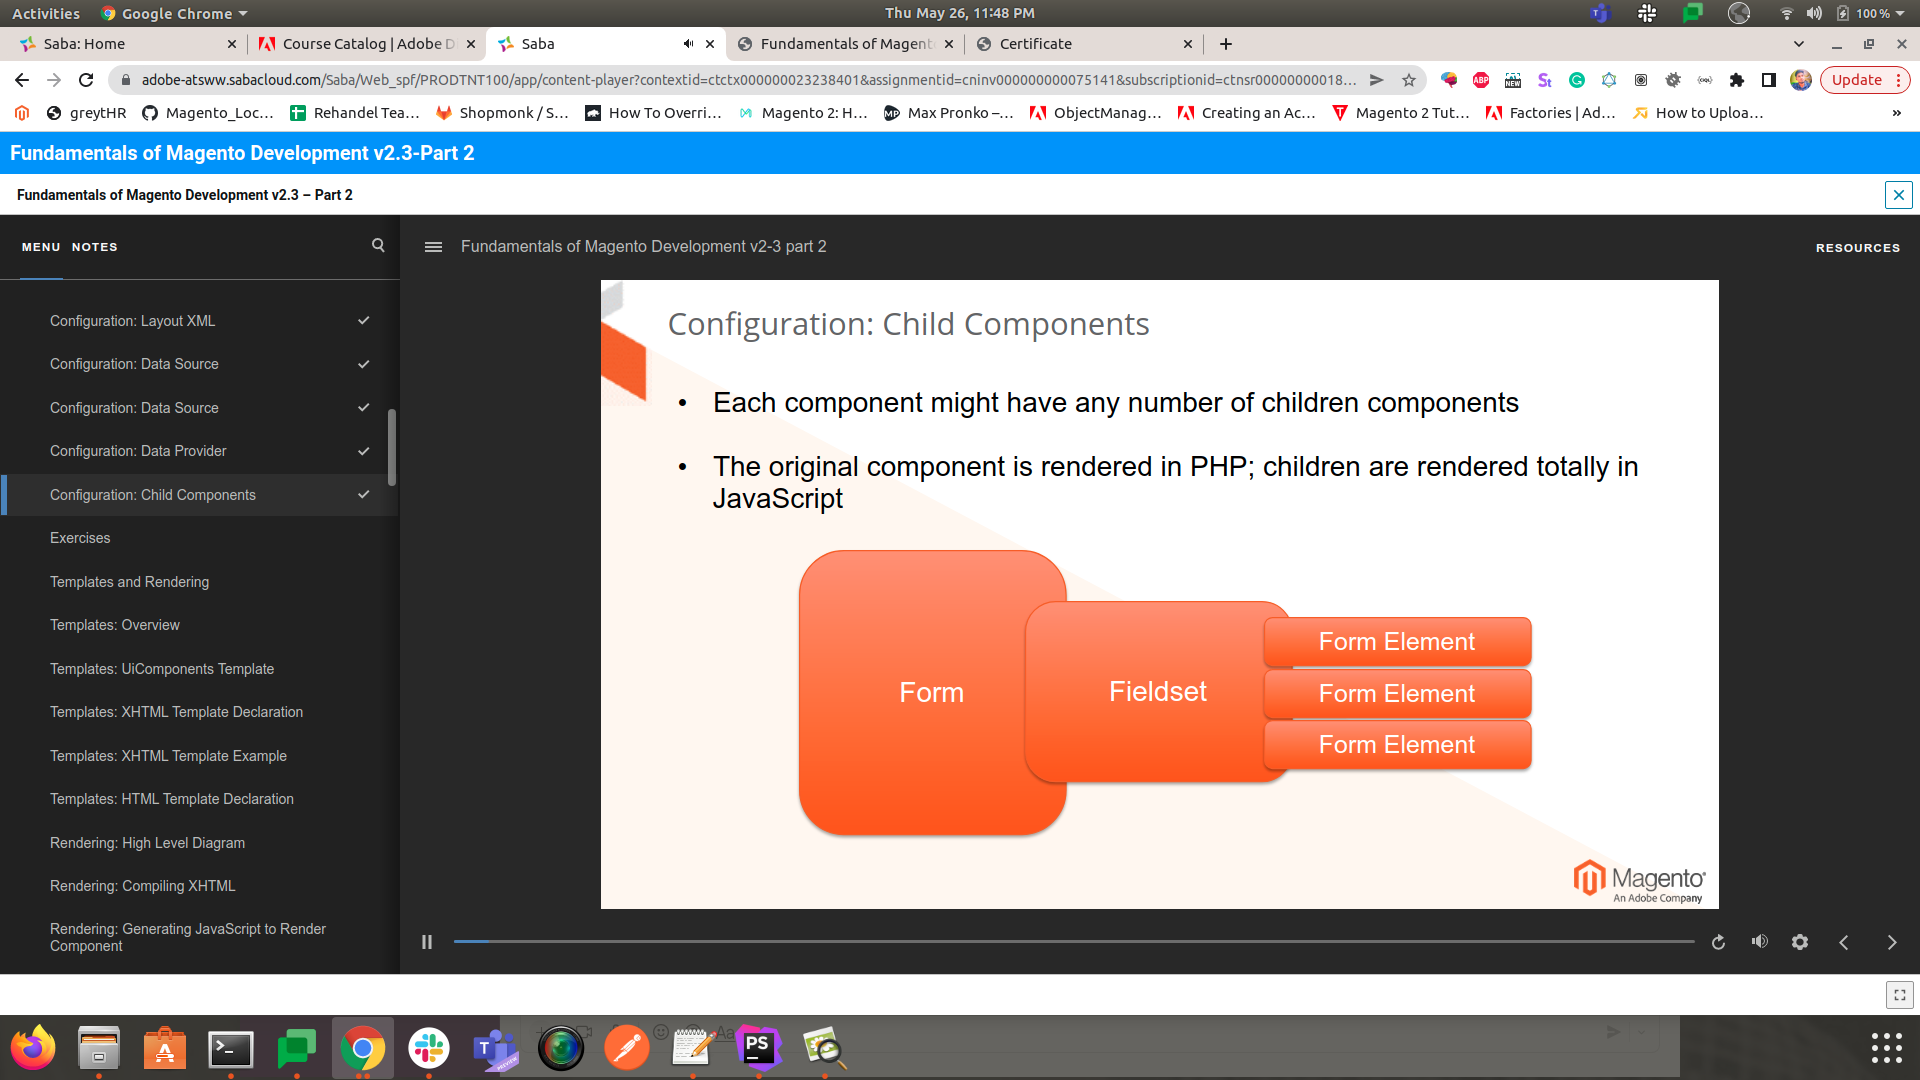 Activities
Google Chrome
Thu May 26, 11:48 PM
100 %
Saba: Home
Course Catalog | Adobe D
Saba
Fundamentals of Magent
Certificate
adobe-atsww.sabacloud.com/Saba/Web_spf/PRODTNT100/app/content-player?contextid=ctctx000000023238401&assignmentid=cninv000000000075141&subscriptionid=ctnsr00000000018...
Update
greytHR
Magento_Loc...
Rehandel Tea...
Shopmonk / S...
How To Overri...
Magento 2: H...
Max Pronko –...
ObjectManag...
Creating an Ac...
Magento 2 Tut...
Factories | Ad...
How to Uploa...
»
Fundamentals of Magento Development v2.3-Part 2
Fundamentals of Magento Development v2.3 – Part 2
MENU NOTES
Fundamentals of Magento Development v2-3 part 2
RESOURCES
Configuration: Layout XML
Configuration: Data Source
Configuration: Data Source
Configuration: Data Provider
Configuration: Child Components
Exercises
Templates and Rendering
Templates: Overview
Templates: UiComponents Template
Templates: XHTML Template Declaration
Templates: XHTML Template Example
Templates: HTML Template Declaration
Rendering: High Level Diagram
Rendering: Compiling XHTML
Rendering: Generating JavaScript to Render
Component
Configuration: Child Components
• Each component might have any number of children components
• The original component is rendered in PHP; children are rendered totally in
JavaScript
Form
Fieldset
Form Element
Form Element
Form Element
Magento
An Adobe Company